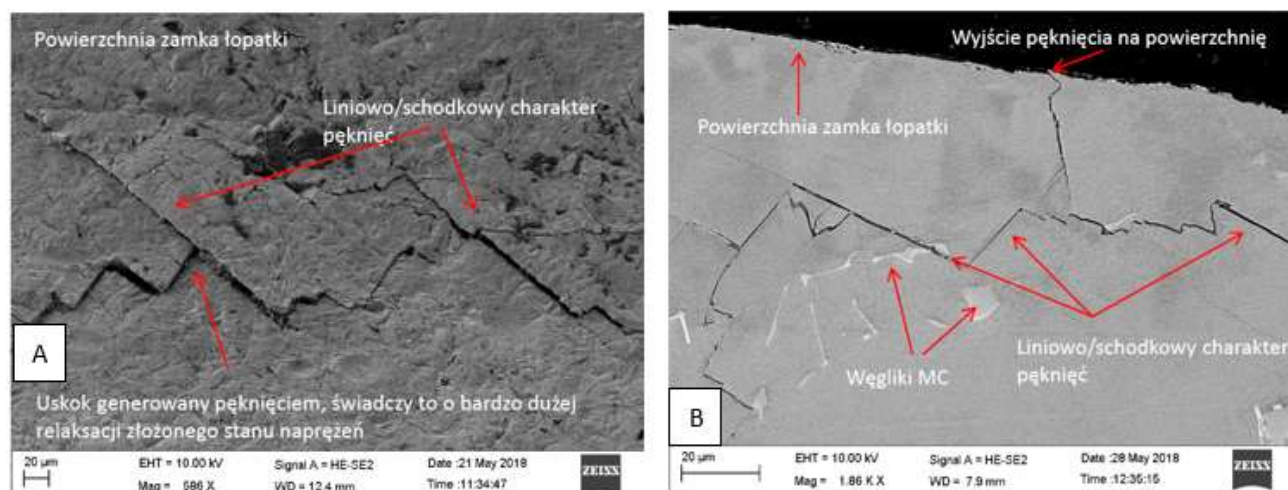 Powierzchnia zamka łopatki
Liniowo/schodkowy charakter
pęknięć
A
Uskok generowany pęknięciem, świadczy to o bardzo dużej
relaksacji złożonego stanu naprężeń
20 µm
EHT = 10.00 kV
Signal A = HE-SE2
Date :21 May 2018
Mag = 586 X
WD = 12.4 mm
Time :11:34:47
ZEISS
Wyjście pęknięcia na powierzchnię
Powierzchnia zamka łopatki
Węgliki MC
Liniowo/schodkowy charakter
pęknięć
B
20 µm
EHT = 10.00 kV
Signal A = HE-SE2
Date :28 May 2018
Mag = 1.86 K X
WD = 7.9 mm
Time :12:35:15
ZEISS